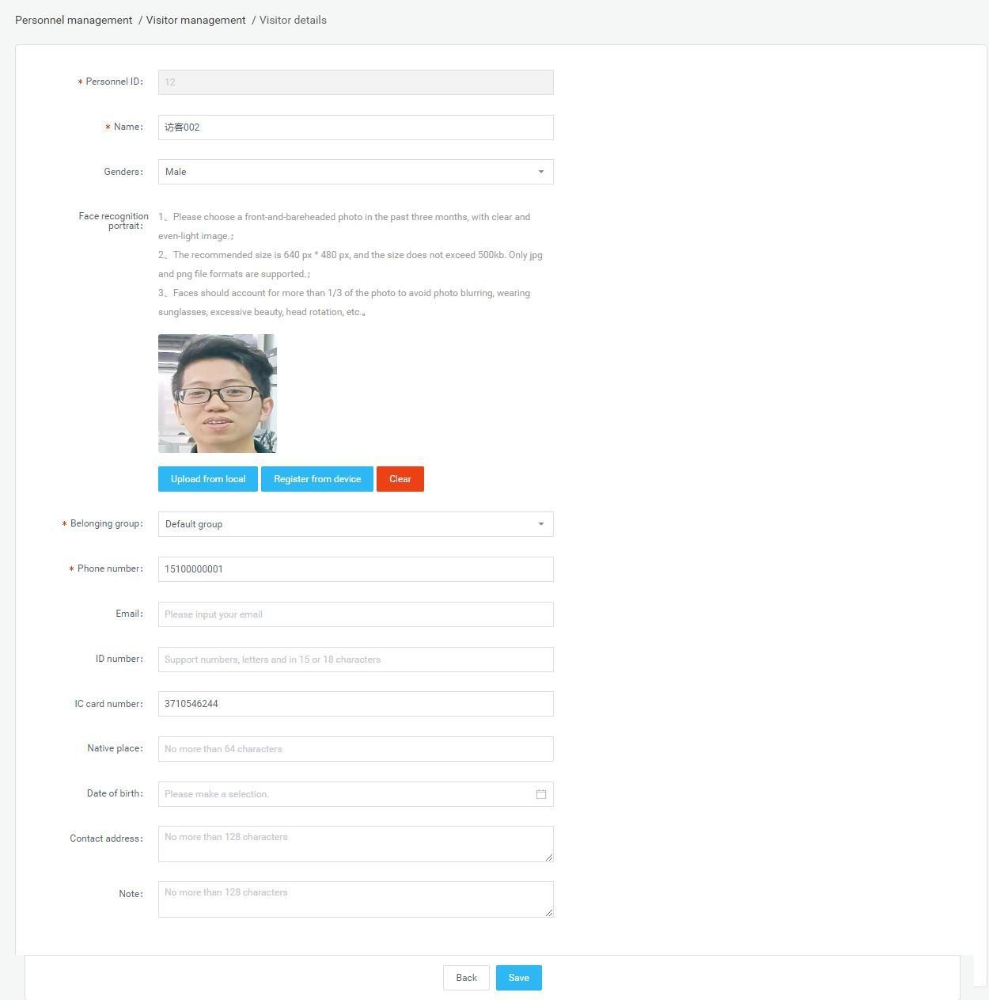 Personnel management / Visitor management / Visitor details
* Personnel ID: 12
* Name: 访客002
Genders: Male
Face recognition
portrait:
1、Please choose a front-and-bareheaded photo in the past three months, with clear and
even-light image.;
2、The recommended size is 640 px * 480 px, and the size does not exceed 500kb. Only jpg
and png file formats are supported.;
3、Faces should account for more than 1/3 of the photo to avoid photo blurring, wearing
sunglasses, excessive beauty, head rotation, etc.。
Upload from local Register from device Clear
* Belonging group: Default group
* Phone number: 15100000001
Email: Please input your email
ID number: Support numbers, letters and in 15 or 18 characters
IC card number: 3710546244
Native place: No more than 64 characters
Date of birth: Please make a selection.
Contact address: No more than 128 characters
Note: No more than 128 characters
Back Save